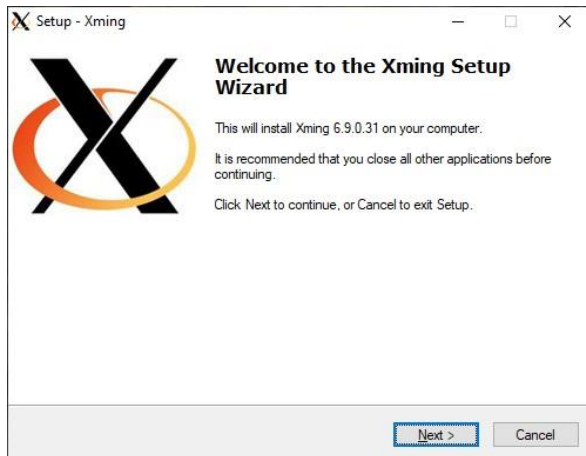 Setup - Xming
Welcome to the Xming Setup
Wizard
This will install Xming 6.9.0.31 on your computer.
It is recommended that you close all other applications before
continuing.
Click Next to continue, or Cancel to exit Setup.
Next >
Cancel